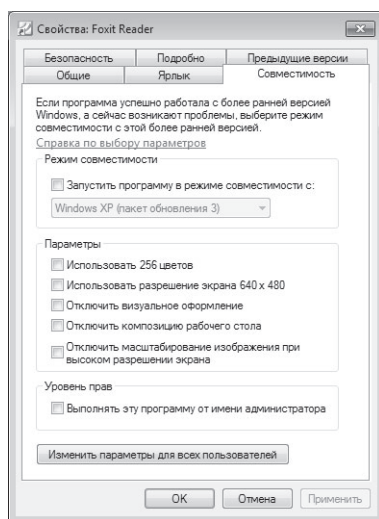 Свойства: Foxit Reader
Безопасность Подробно Предыдущие версии
Общие Ярлык Совместимость
Если программа успешно работала с более ранней версией
Windows, а сейчас возникают проблемы, выберите режим
совместимости с этой более ранней версией.
Справка по выбору параметров
Режим совместимости
Запустить программу в режиме совместимости с:
Windows XP (пакет обновления 3)
Параметры
Использовать 256 цветов
Использовать разрешение экрана 640 x 480
Отключить визуальное оформление
Отключить композицию рабочего стола
Отключить масштабирование изображения при
высоком разрешении экрана
Уровень прав
Выполнять эту программу от имени администратора
Изменить параметры для всех пользователей
OK Отмена Применить